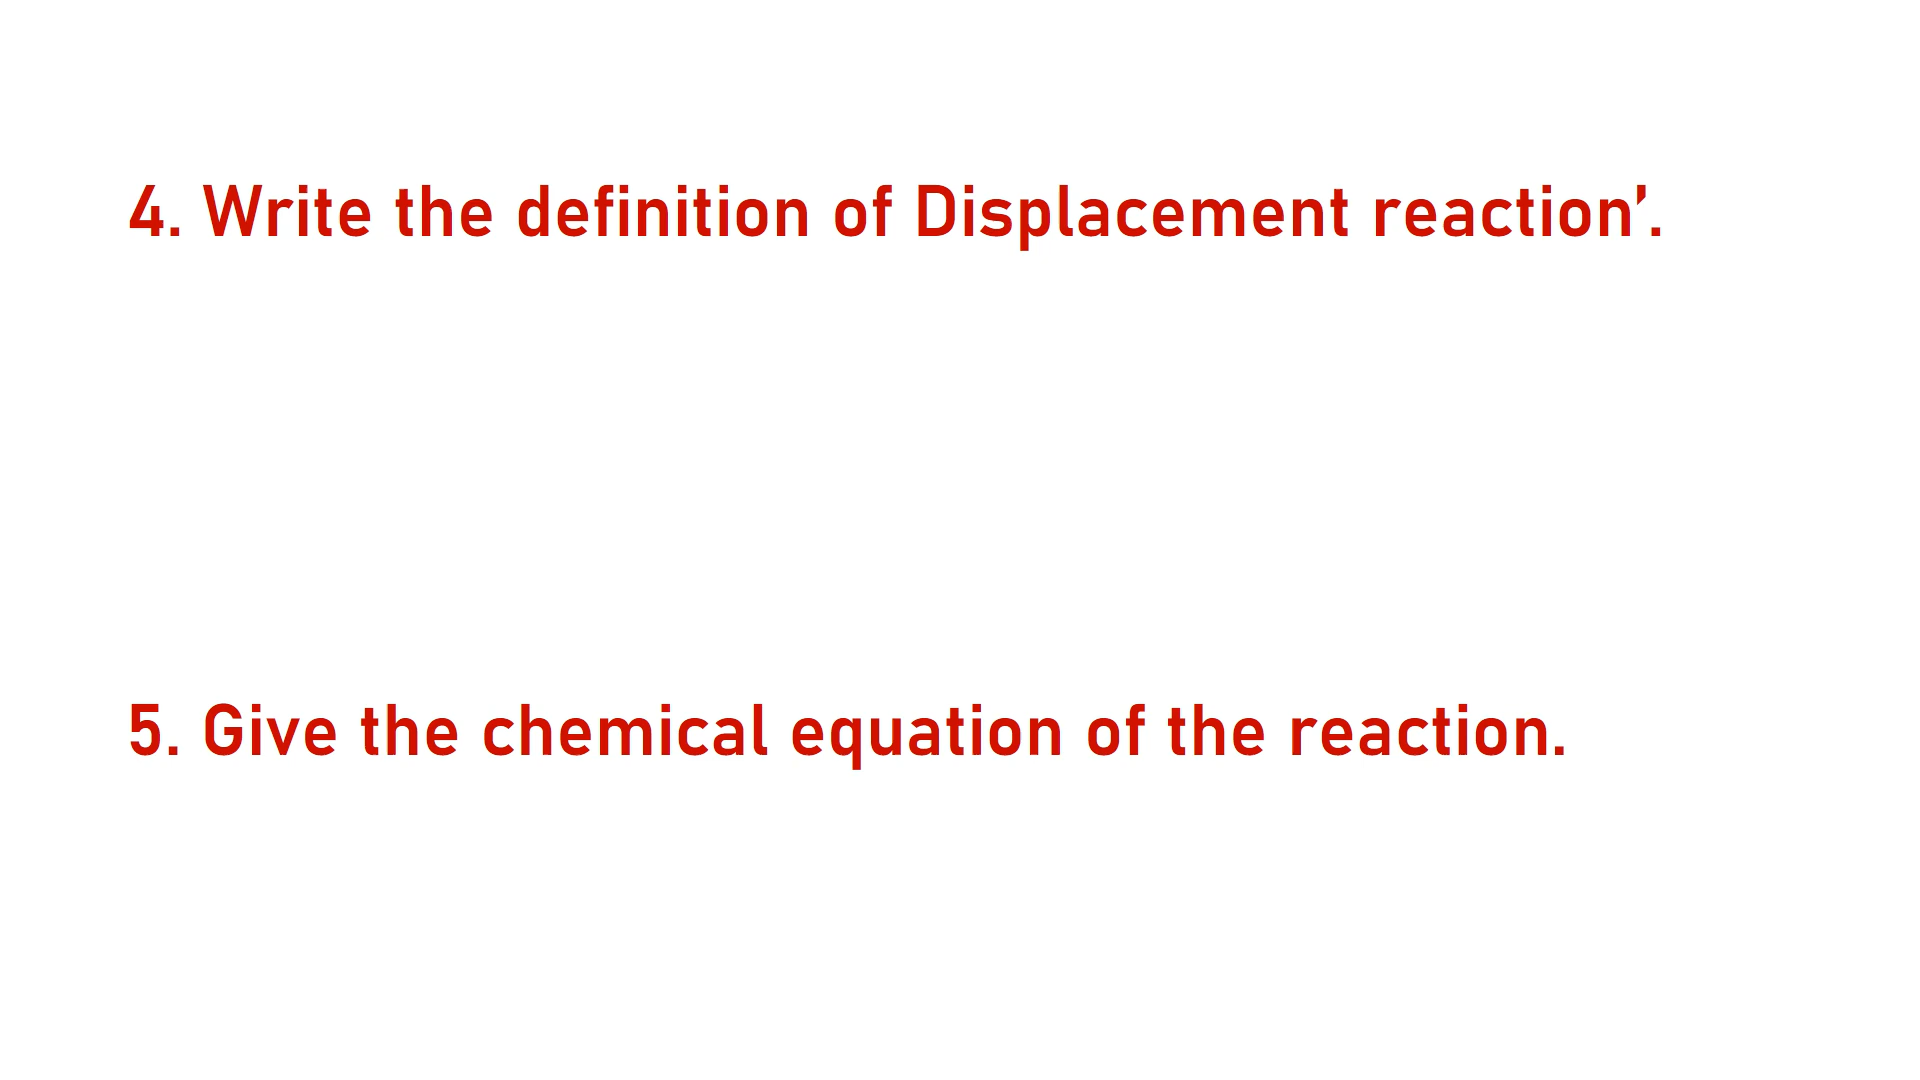 4. Write the definition of Displacement reaction’.
5. Give the chemical equation of the reaction.